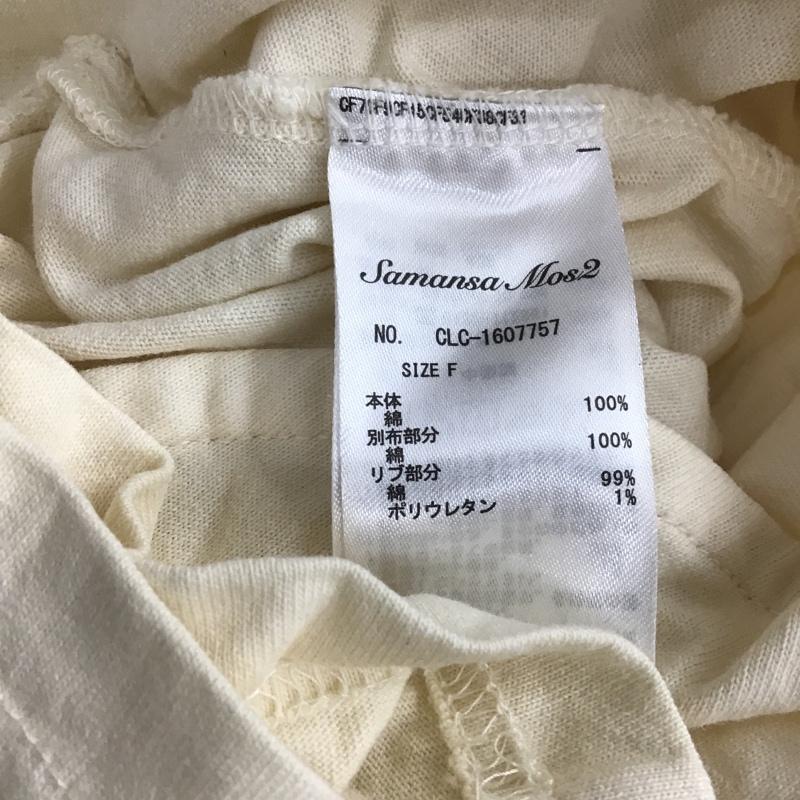 Samansa Mos2
NO. CLC-1607757
SIZE F
本体
綿 100%
別布部分
綿 100%
リブ部分
綿 99%
ポリウレタン 1%